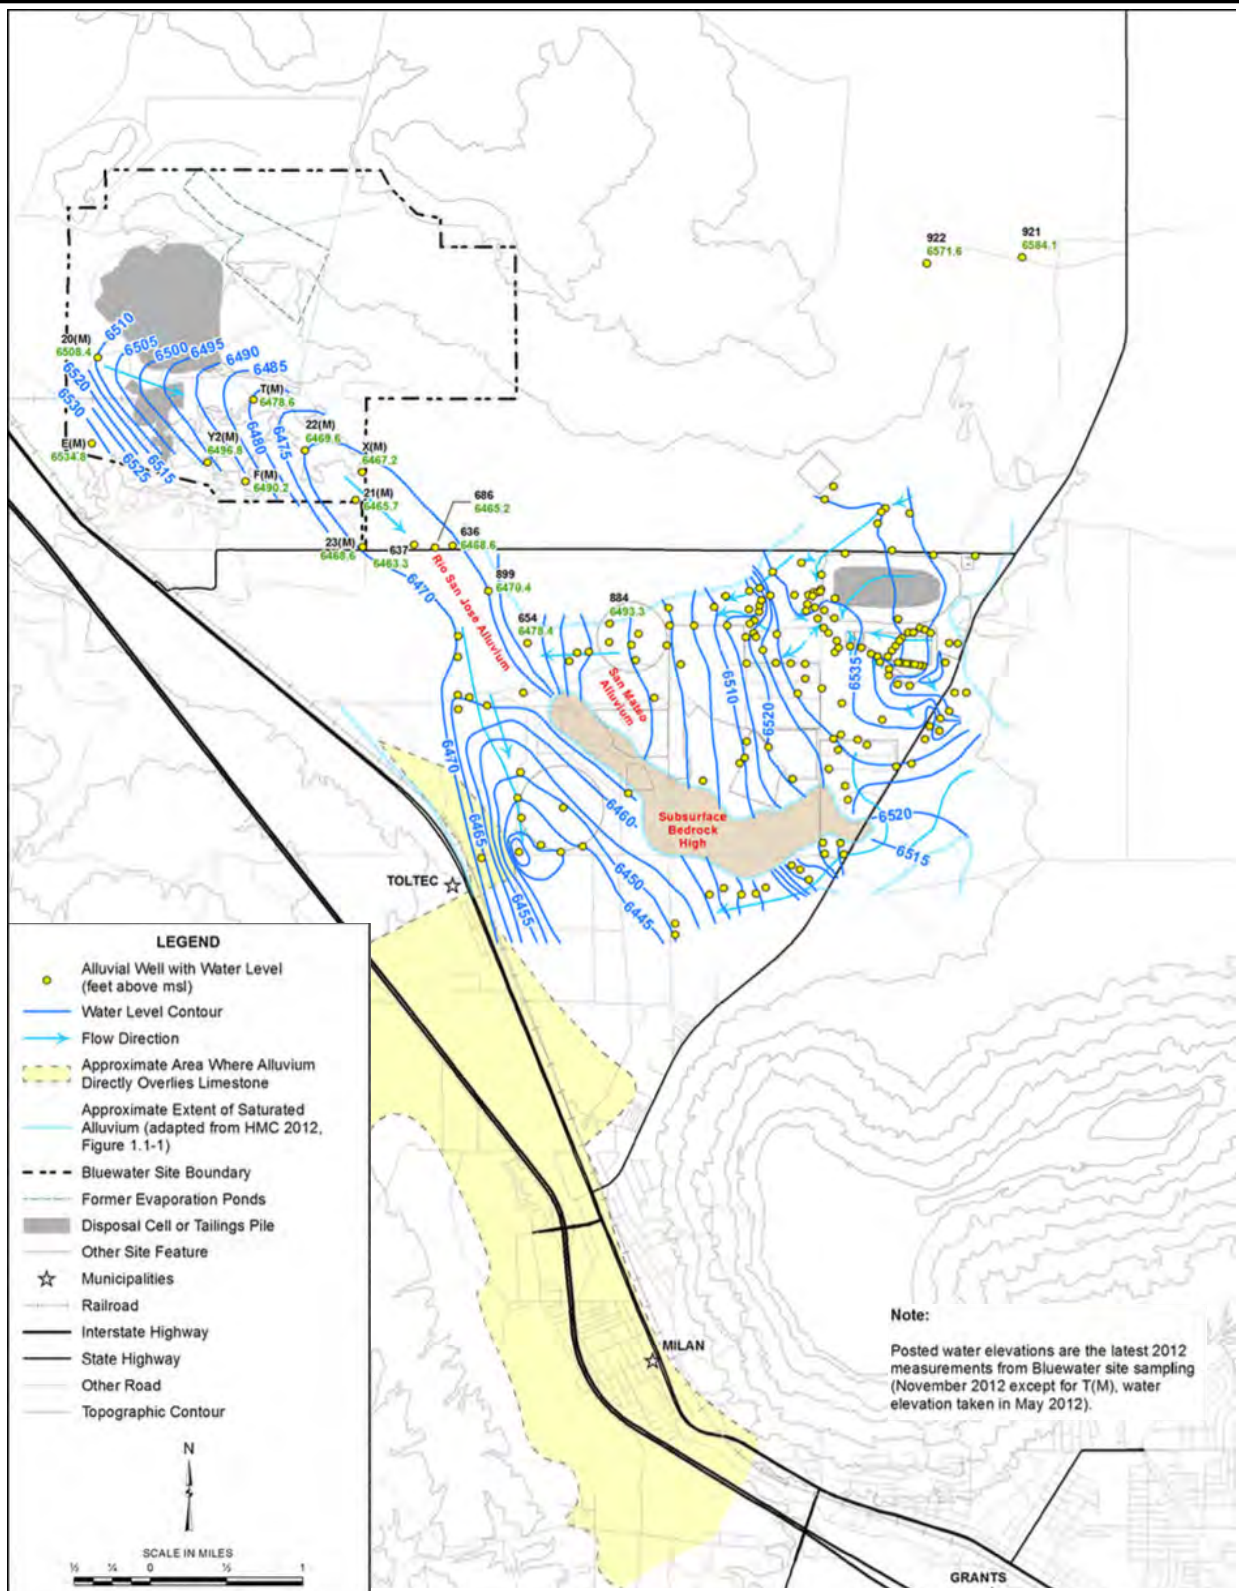 922
6571.6
921
6584.1
20(M)
6508.4
6510
6505
6500
6495
6490
6485
6520
6530
6525
6515
6480
6475
E(M)
6534.8
T(M)
6478.6
Y2(M)
6496.8
F(M)
6490.2
22(M)
6469.6
X(M)
6467.2
21(M)
6465.7
23(M)
6468.6
637
6463.3
686
6465.2
636
6468.6
899
6470.4
654
6478.4
884
6493.3
6470
Rio San Jose Alluvium
San Mateo
Alluvium
6510
6520
6535
6470
6465
6455
6460
6450
6445
6520
6515
Subsurface
Bedrock
High
TOLTEC
MILAN
GRANTS
LEGEND
Alluvial Well with Water Level
(feet above msl)
Water Level Contour
Flow Direction
Approximate Area Where Alluvium
Directly Overlies Limestone
Approximate Extent of Saturated
Alluvium (adapted from HMC 2012,
Figure 1.1-1)
Bluewater Site Boundary
Former Evaporation Ponds
Disposal Cell or Tailings Pile
Other Site Feature
Municipalities
Railroad
Interstate Highway
State Highway
Other Road
Topographic Contour
N
SCALE IN MILES
½ ¼ 0 ½ 1
Note:
Posted water elevations are the latest 2012
measurements from Bluewater site sampling
(November 2012 except for T(M), water
elevation taken in May 2012).